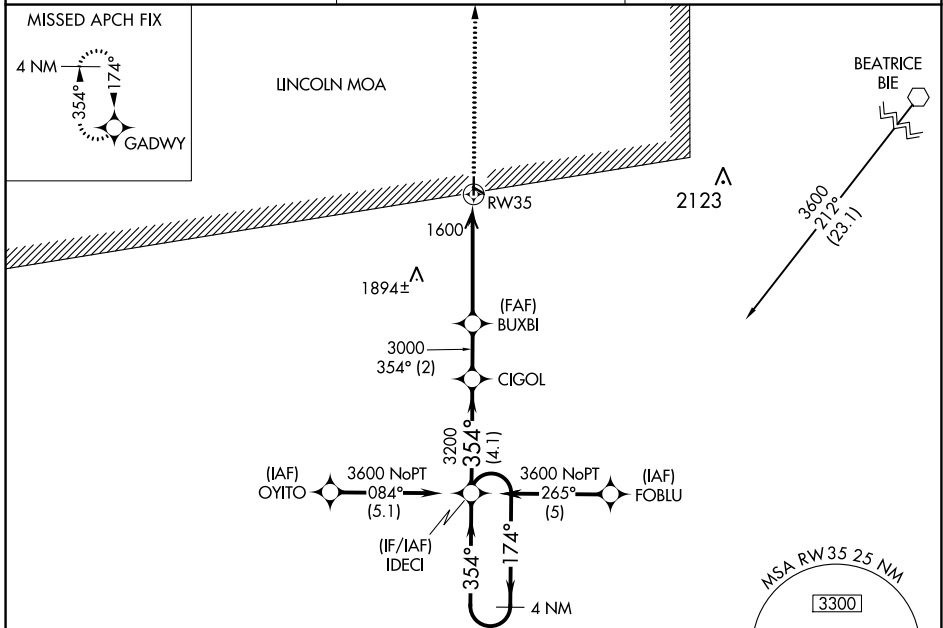 MISSED APCH FIX
4 NM
354°
174°
GADWY
LINCOLN MOA
BEATRICE
BIE
3600
212°
(23.1)
2123
RW35
1600
1894±
(FAF)
BUXBI
3000
354° (2)
CIGOL
3200
354°
(4.1)
(IAF)
OYITO
3600 NoPT
084°
(5.1)
3600 NoPT
265°
(5)
(IAF)
FOBLU
(IF/IAF)
IDECI
354°
174°
4 NM
MSA RW35 25 NM
3300